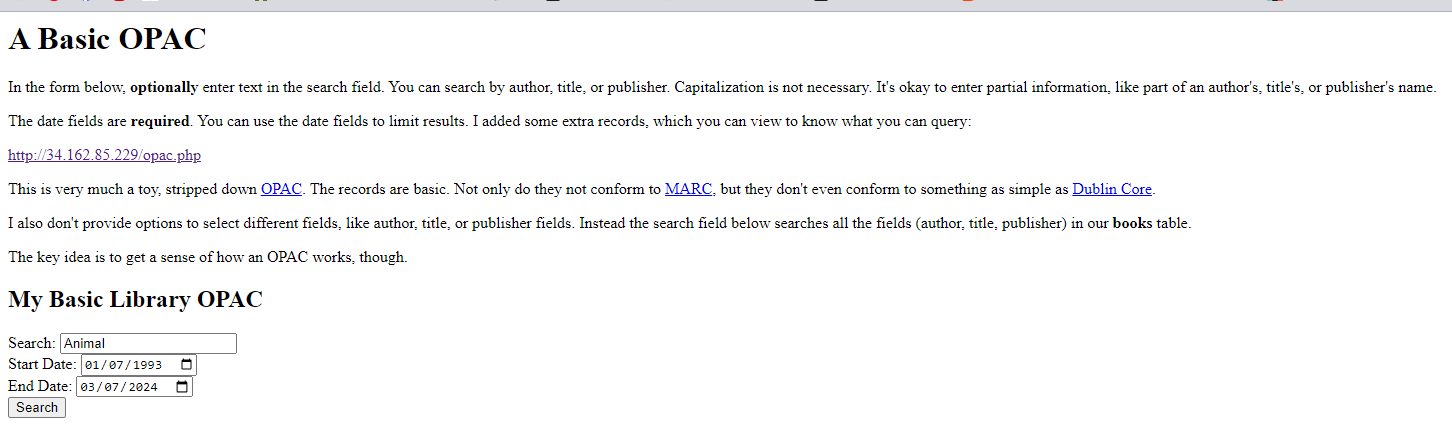 A Basic OPAC
In the form below, optionally enter text in the search field. You can search by author, title, or publisher. Capitalization is not necessary. It's okay to enter partial information, like part of an author's, title's, or publisher's name.
The date fields are required. You can use the date fields to limit results. I added some extra records, which you can view to know what you can query:
http://34.162.85.229/opac.php
This is very much a toy, stripped down OPAC. The records are basic. Not only do they not conform to MARC, but they don't even conform to something as simple as Dublin Core.
I also don't provide options to select different fields, like author, title, or publisher fields. Instead the search field below searches all the fields (author, title, publisher) in our books table.
The key idea is to get a sense of how an OPAC works, though.
My Basic Library OPAC
Search: Animal
Start Date: 01/07/1993
End Date: 03/07/2024
Search